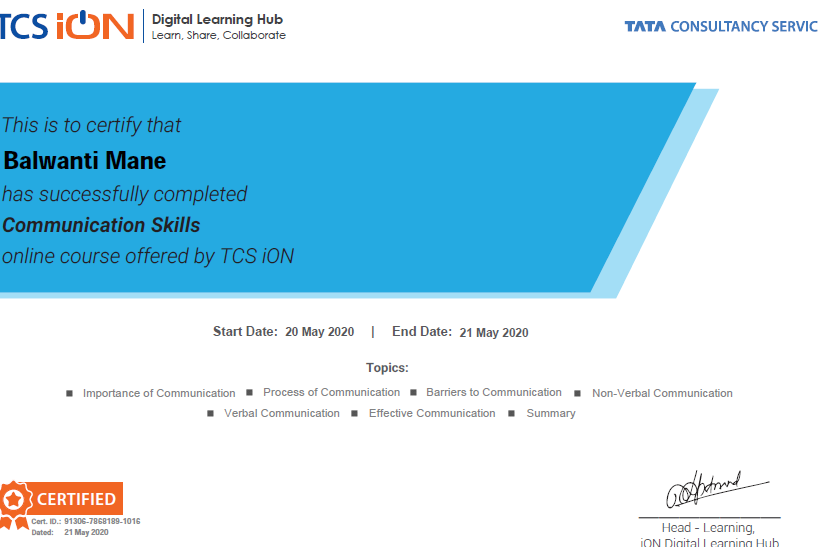 TCS iON Digital Learning Hub
Learn, Share, Collaborate
TATA CONSULTANCY SERVIC
This is to certify that
Balwanti Mane
has successfully completed
Communication Skills
online course offered by TCS iON
Start Date: 20 May 2020 | End Date: 21 May 2020
Topics:
■ Importance of Communication ■ Process of Communication ■ Barriers to Communication ■ Non-Verbal Communication
■ Verbal Communication ■ Effective Communication ■ Summary
CERTIFIED
Cert. ID.: 91306-7868189-1016
Dated: 21 May 2020
Head - Learning,
iON Digital Learning Hub